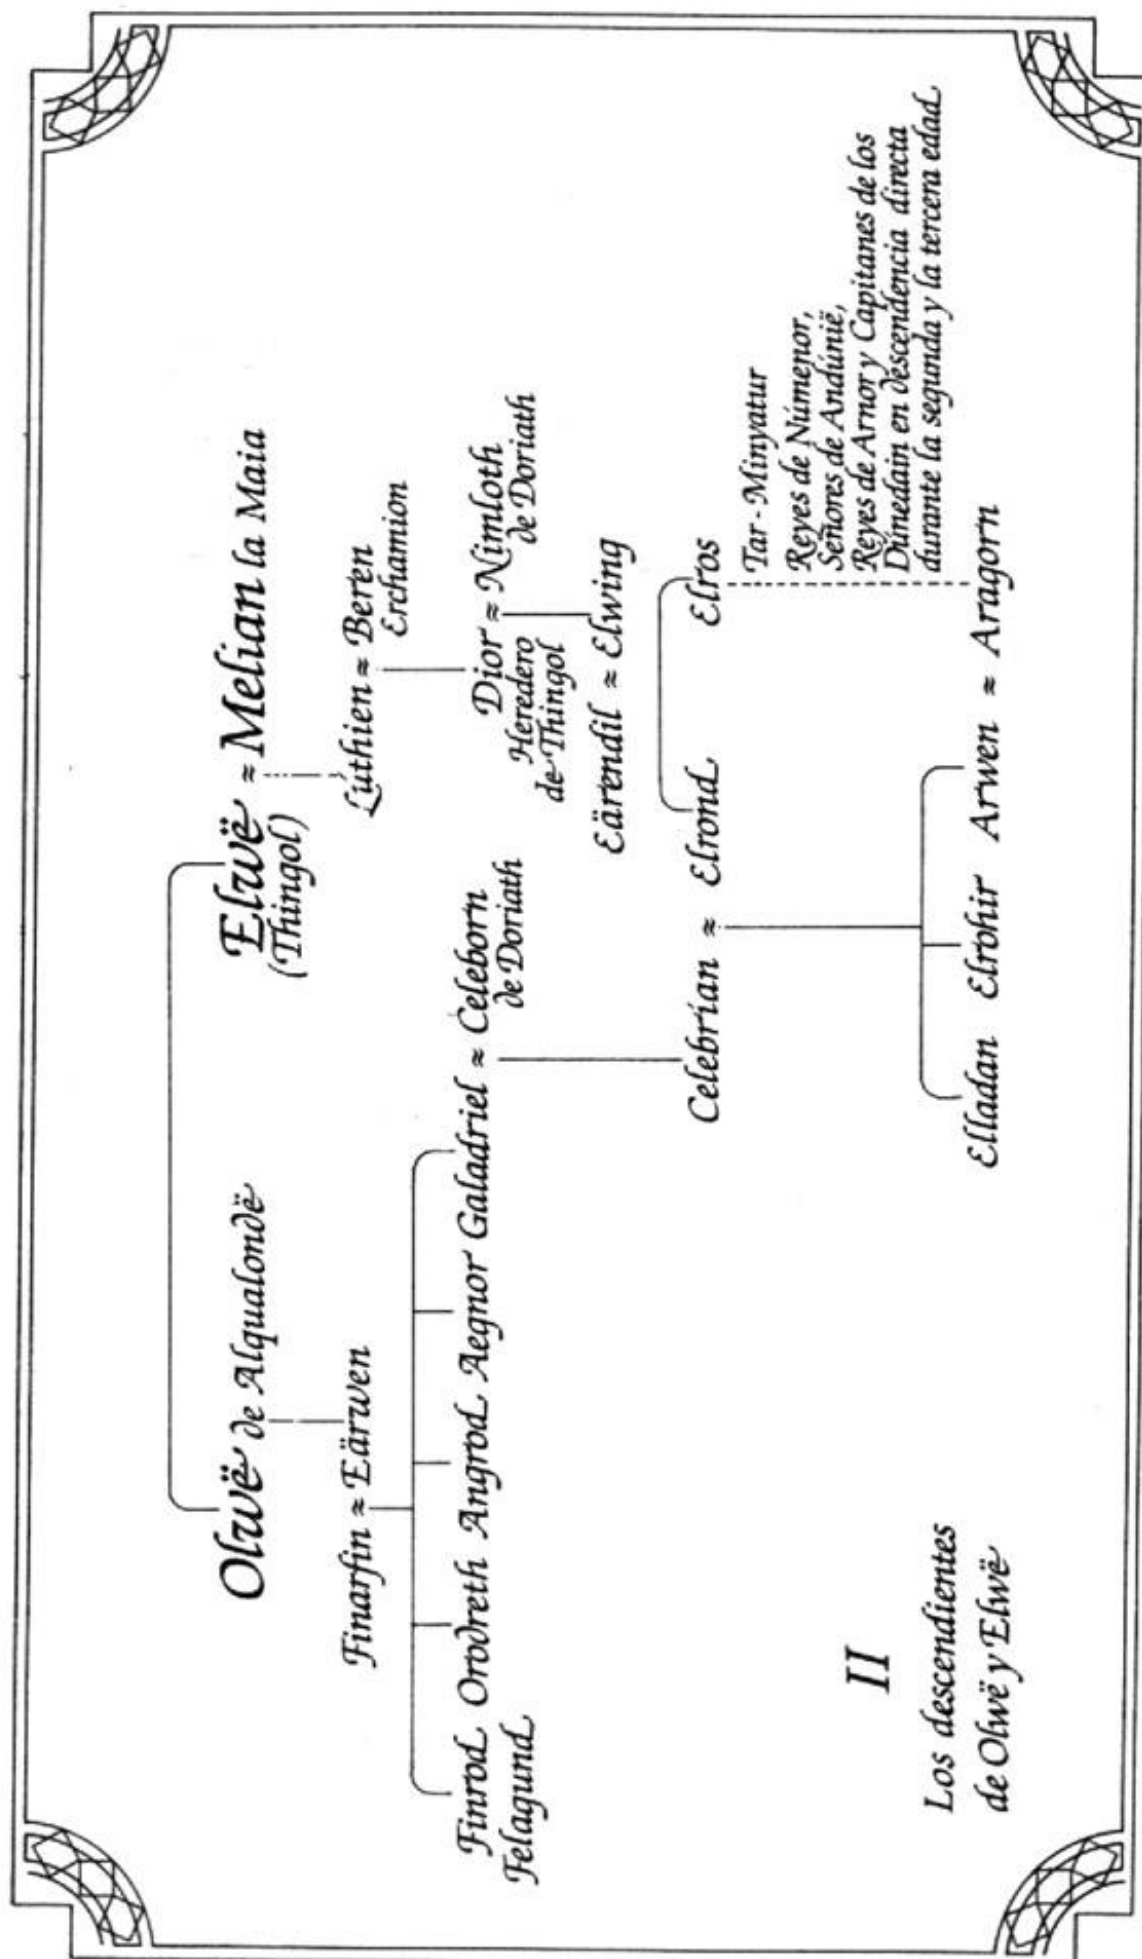 Olwë de Alqualondë
Elwë ≈ Melian la Maia
(Thingol)
Finarfin ≈ Eärwen
Lúthien ≈ Beren
Erchamion
Finrod Orodreth Angrod Aegnor Galadriel ≈ Celeborn
Felagund
de Doriath
Dior ≈ Nimloth
Heredero
de Thingol
de Doriath
Eärendil ≈ Elwing
Celebrían ≈ Elrond
Elros
Tar-Minyatur
Reyes de Númenor,
Señores de Andúnië,
Reyes de Arnor y Capitanes de los
Dúnedain en descendencia directa
durante la segunda y la tercera edad
Elladan Elrohir Arwen ≈ Aragorn
II
Los descendientes
de Olwë y Elwë